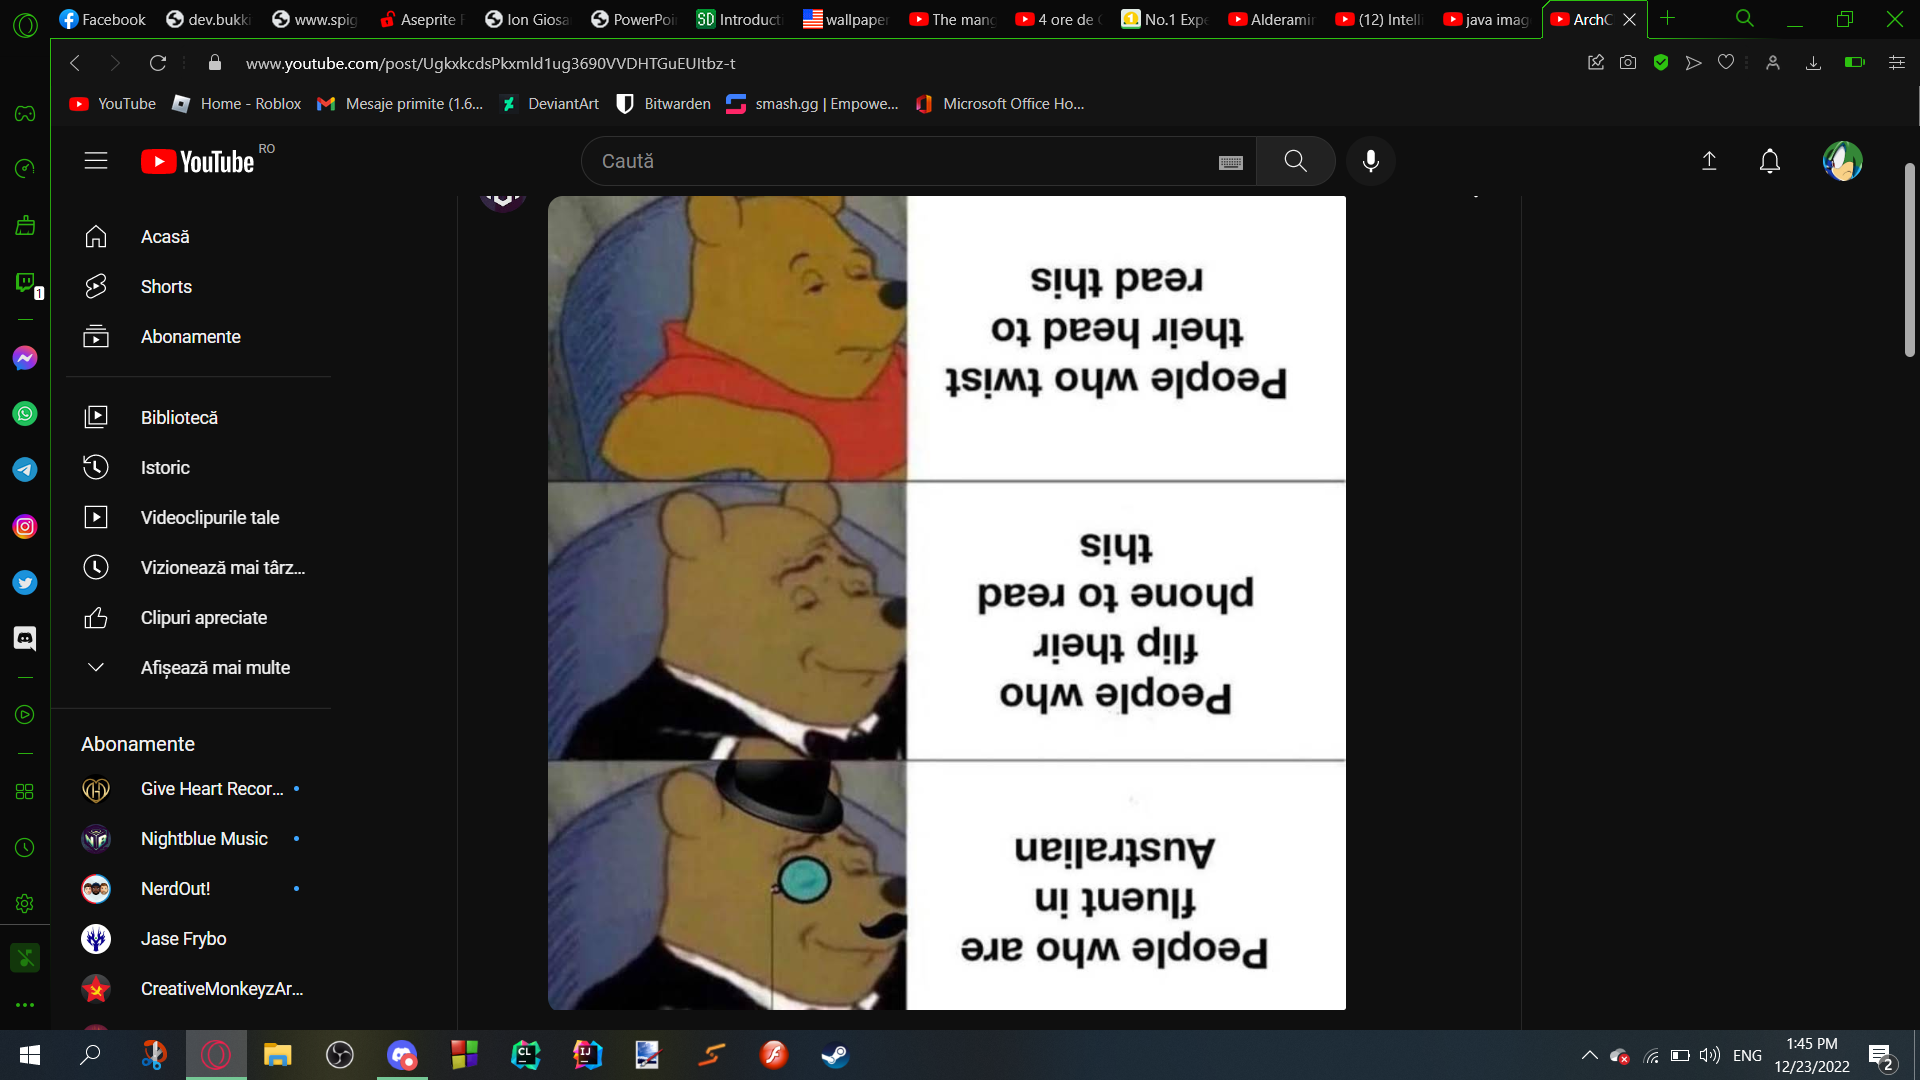 Facebook
dev.bukki
www.spig
Aseprite F
Ion Giosa
PowerPoi
Introduct
wallpaper
The mang
4 ore de
No.1 Expe
Alderamin
(12) Intelli
java imag
ArchC
www.youtube.com/post/UgkxkcdsPkxmld1ug3690VVDHTGuEUItbz-t
YouTube
Home - Roblox
Mesaje primite (1.6...
DeviantArt
Bitwarden
smash.gg | Empowe...
Microsoft Office Ho...
YouTube RO
Caută
Acasă
Shorts
Abonamente
Bibliotecă
Istoric
Videoclipurile tale
Vizionează mai târz...
Clipuri apreciate
Afișează mai multe
Abonamente
Give Heart Recor...
Nightblue Music
NerdOut!
Jase Frybo
CreativeMonkeyzAr...
1
People who twist
their head to
read this
People who
flip their
phone to read
this
People who are
fluent in
Australian
ENG
1:45 PM
12/23/2022
2